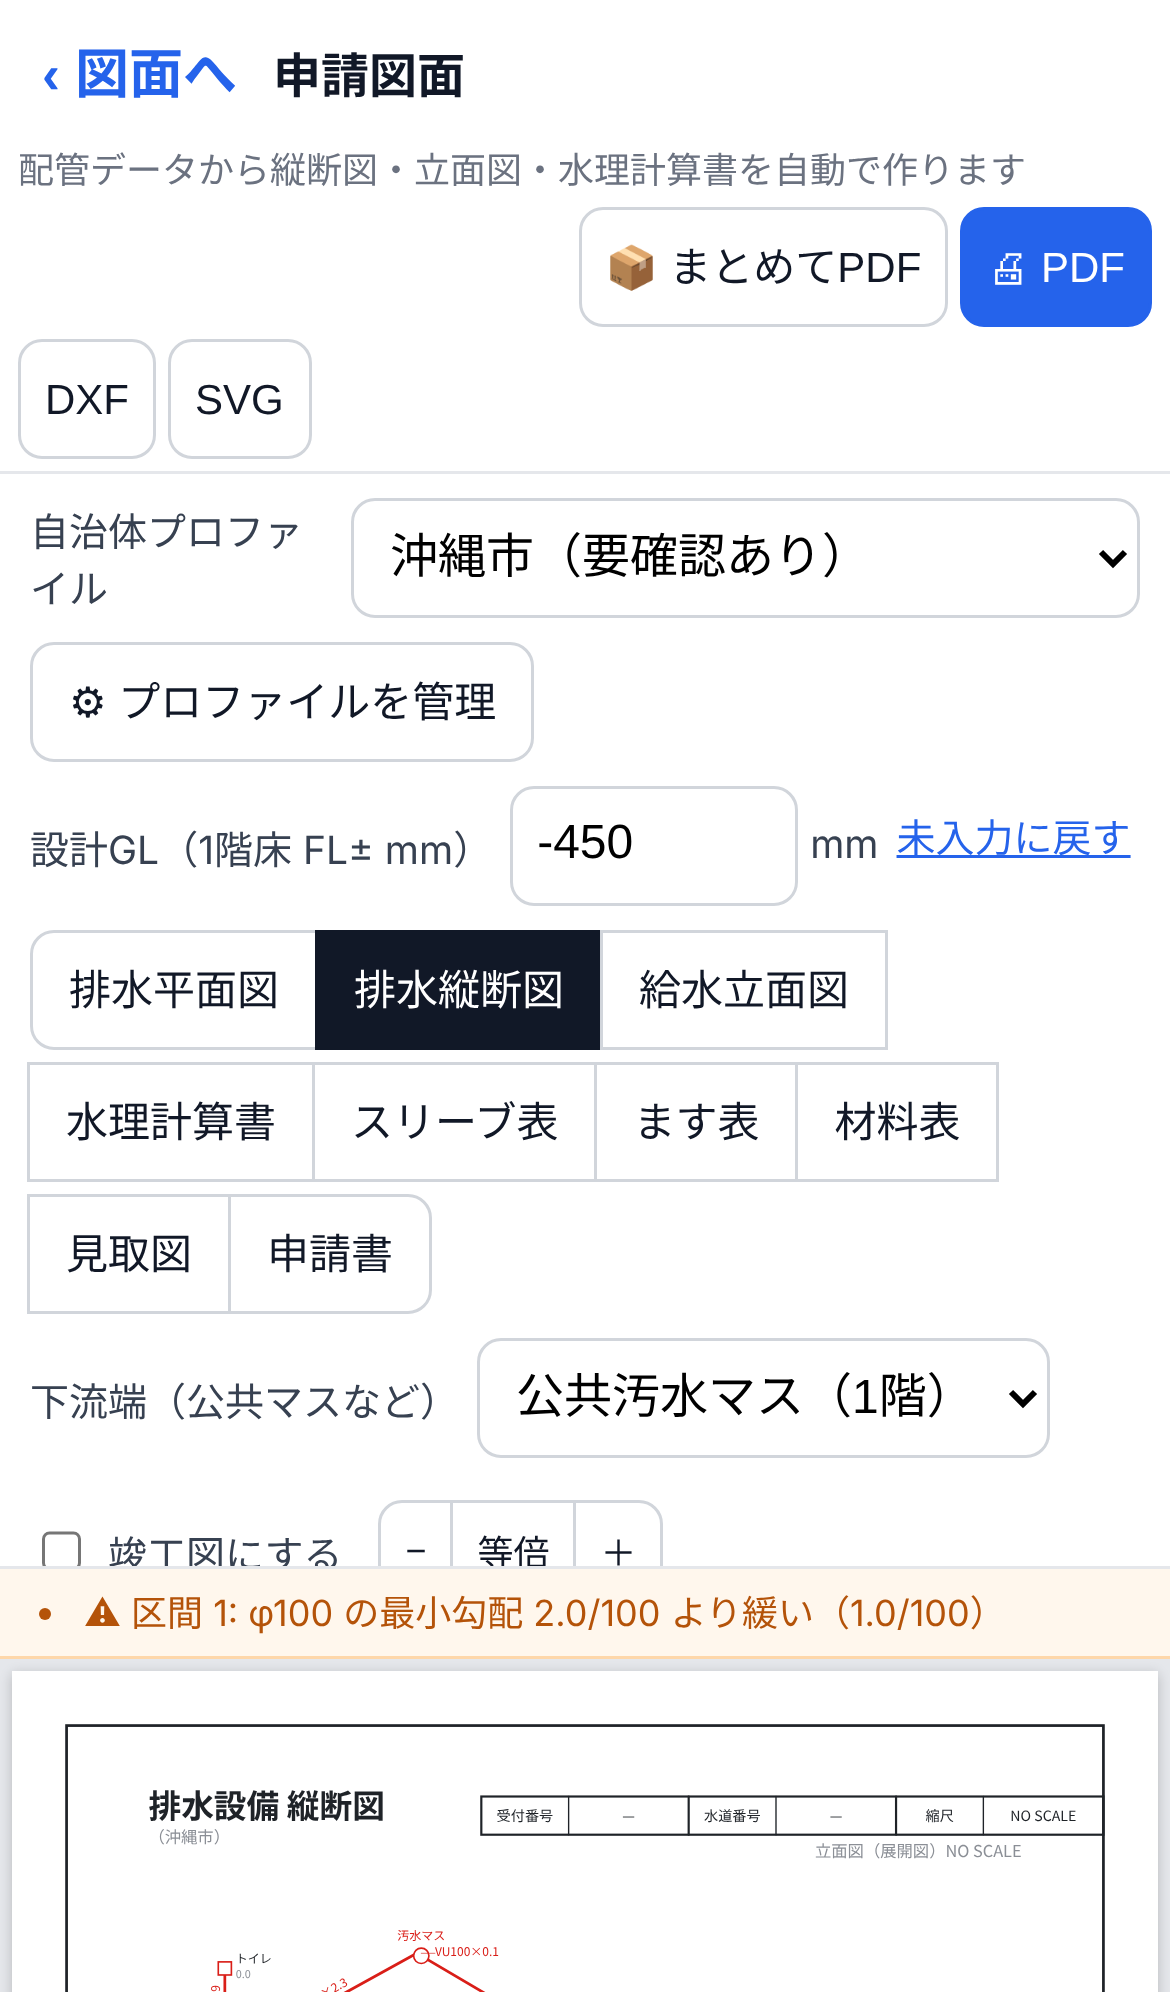 ‹ 図面へ 申請図面
配管データから縦断図・立面図・水理計算書を自動で作ります
📦 まとめてPDF 🖨 PDF
DXF SVG
自治体プロファイル 沖縄市（要確認あり）
⚙ プロファイルを管理
設計GL（1階床 FL± mm） -450 mm 未入力に戻す
排水平面図 排水縦断図 給水立面図
水理計算書 スリーブ表 ます表 材料表
見取図 申請書
下流端（公共マスなど） 公共汚水マス（1階）
竣工図にする − 等倍 ＋
• ⚠ 区間 1: φ100 の最小勾配 2.0/100 より緩い（1.0/100）
排水設備 縦断図
（沖縄市）
受付番号 — 水道番号 — 縮尺 NO SCALE
立面図（展開図）NO SCALE
汚水マス
VU100×0.1
トイレ
0.0
×2.3